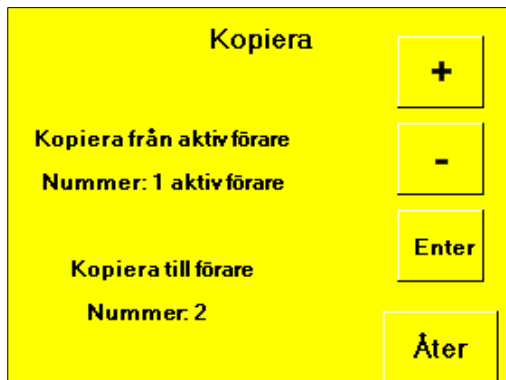 Kopiera
+
Kopiera från aktiv förare
-
Nummer: 1 aktiv förare
Enter
Kopiera till förare
Nummer: 2
Åter